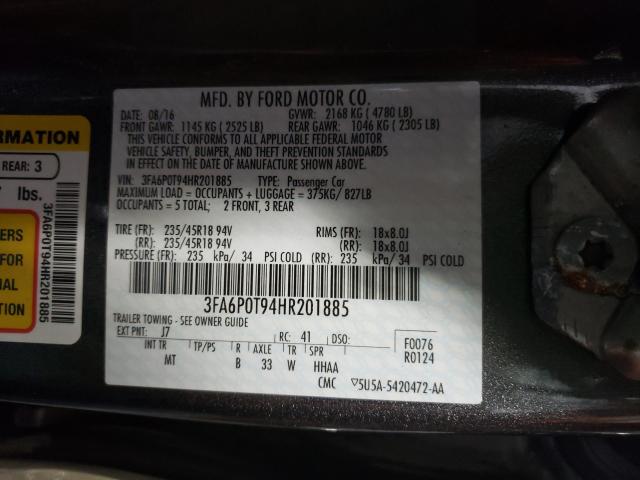 MFD. BY FORD MOTOR CO.
DATE: 08/16 GVWR: 2168 KG ( 4780 LB)
FRONT GAWR: 1145 KG ( 2525 LB) REAR GAWR: 1046 KG ( 2305 LB)
THIS VEHICLE CONFORMS TO ALL APPLICABLE FEDERAL MOTOR
VEHICLE SAFETY, BUMPER, AND THEFT PREVENTION STANDARDS
IN EFFECT ON THE DATE OF MANUFACTURE SHOWN ABOVE.
VIN: 3FA6P0T94HR201885 TYPE: Passenger Car
MAXIMUM LOAD = OCCUPANTS + LUGGAGE = 375KG/ 827LB
OCCUPANTS = 5 TOTAL: 2 FRONT, 3 REAR
TIRE (FR): 235/45R18 94V RIMS (FR): 18x8.0J
(RR): 235/45R18 94V (RR): 18x8.0J
PRESSURE (FR): 235 kPa/ 34 PSI COLD (RR): 235 kPa/ 34 PSI COLD
3FA6P0T94HR201885
TRAILER TOWING - SEE OWNER GUIDE
EXT PNT: J7 RC: 41 DSO: F0076
R0124
INT TR TP/PS R AXLE TR SPR
MT B 33 W HHAA
CMC 5U5A-5420472-AA
ORMATION
REAR: 3
lbs.
ERS
FOR
NAL
3FA6P0T94HR201885